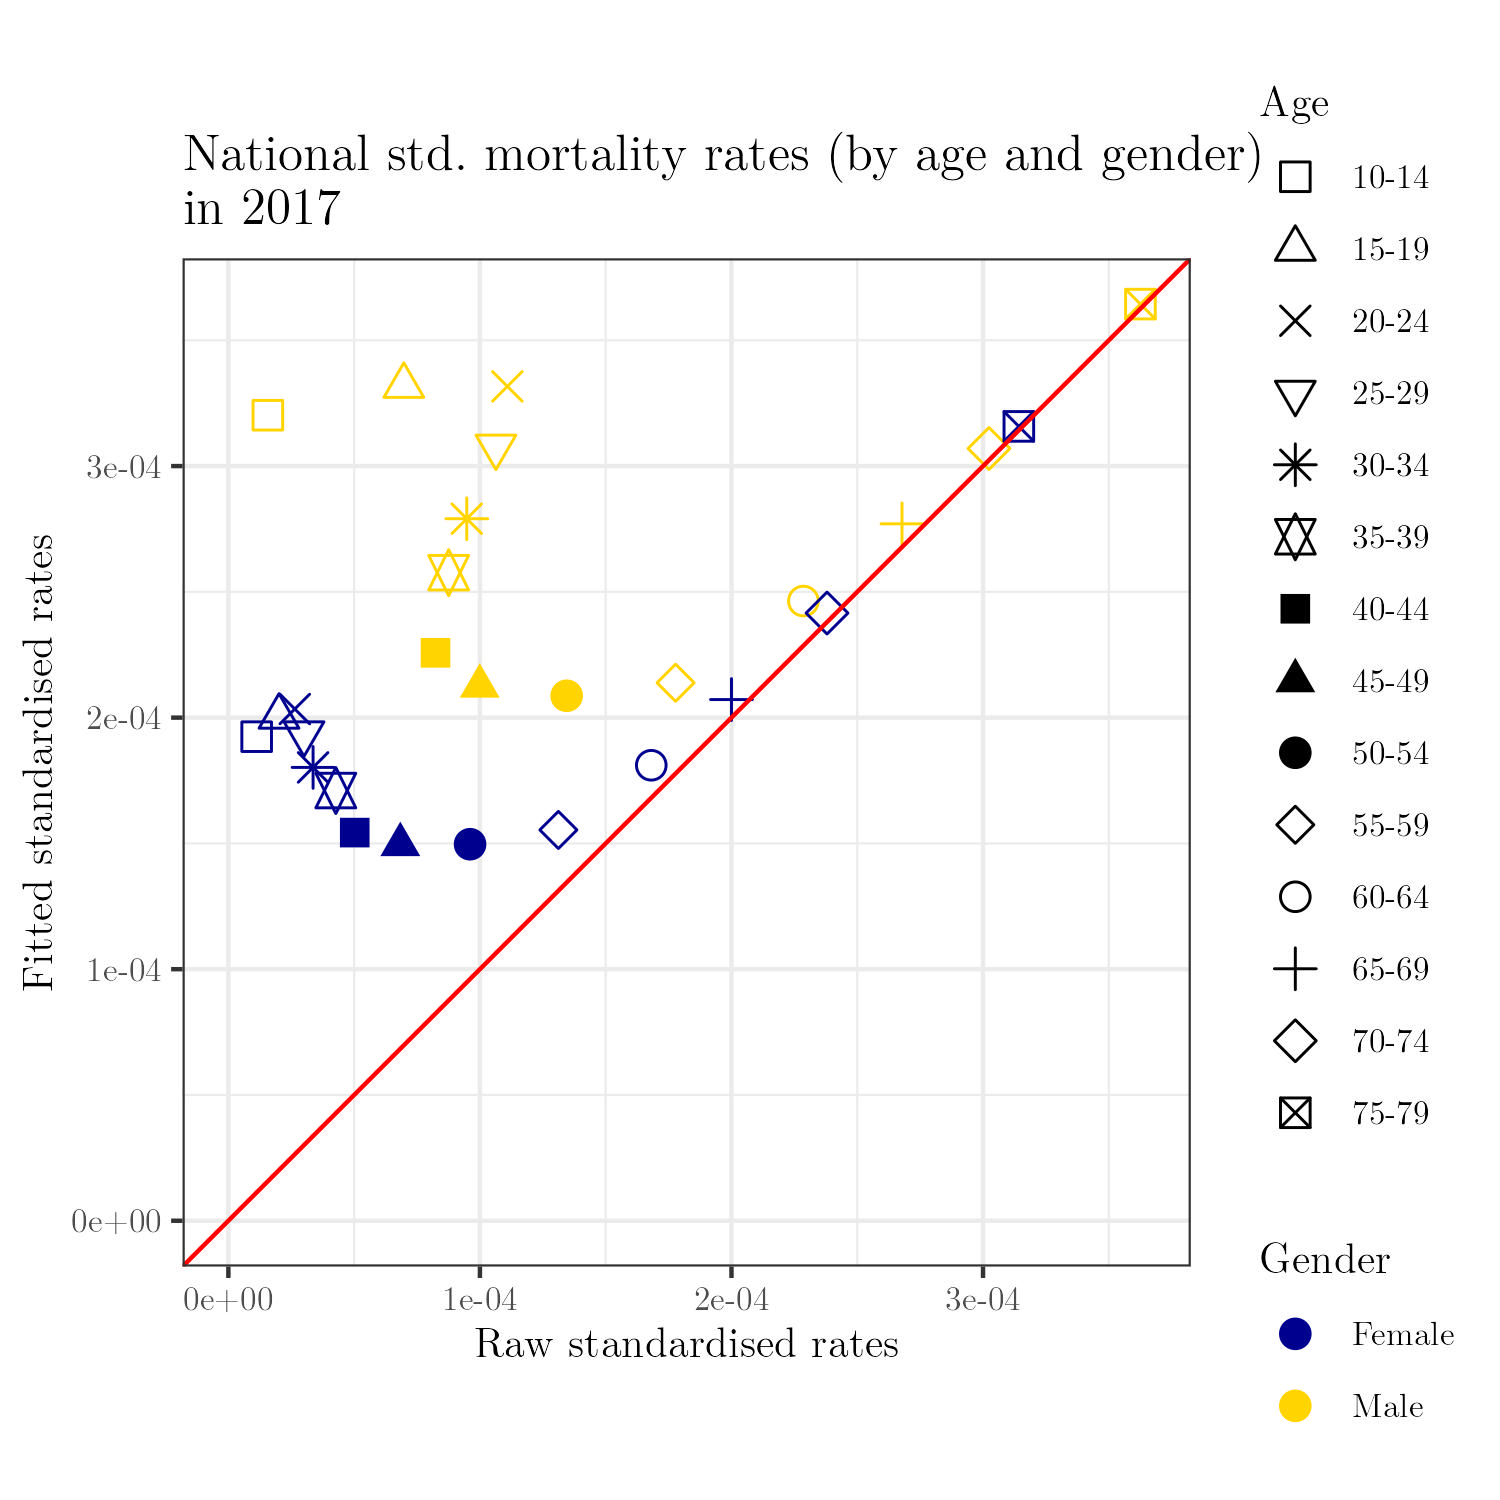 National std. mortality rates (by age and gender)
in 2017
Fitted standardised rates
3e-04
2e-04
1e-04
0e+00
0e+00
1e-04
2e-04
3e-04
Raw standardised rates
Age
10-14
15-19
20-24
25-29
30-34
35-39
40-44
45-49
50-54
55-59
60-64
65-69
70-74
75-79
Gender
Female
Male